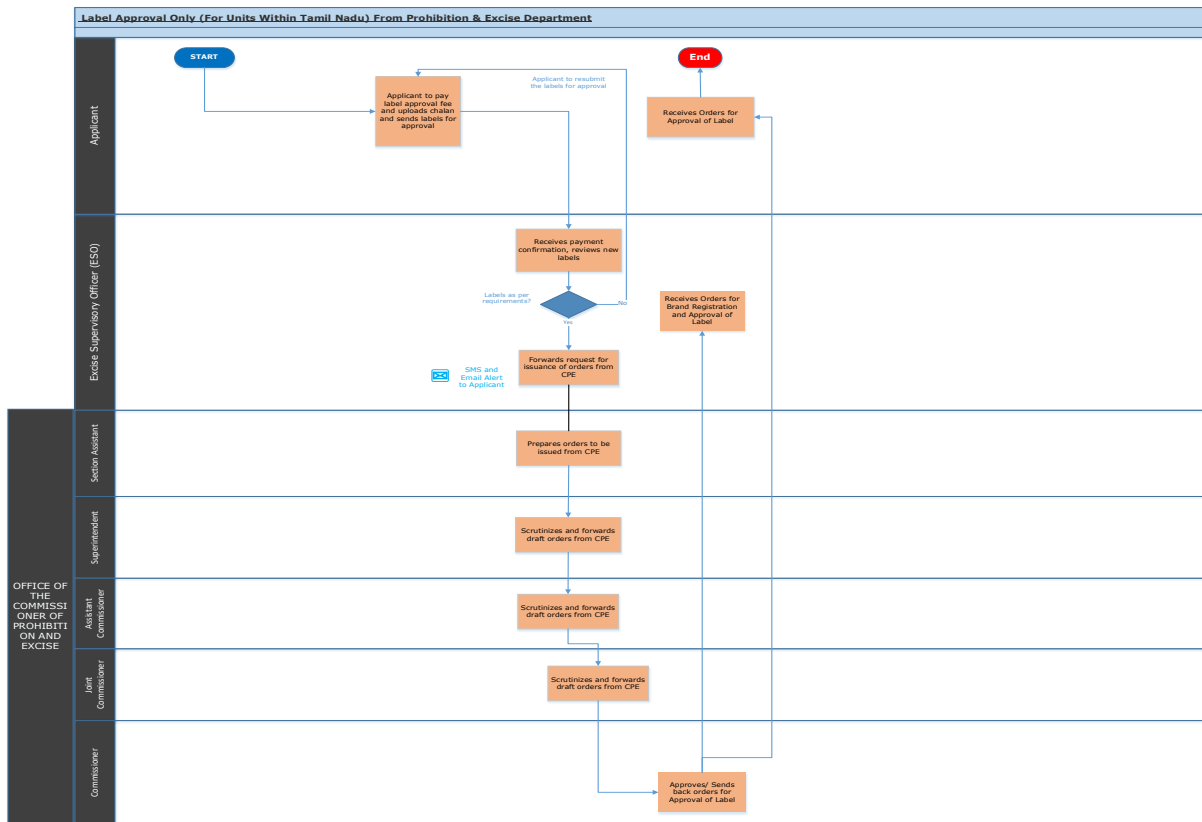 Label Approval Only (For Units Within Tamil Nadu) From Prohibition & Excise Department
Applicant
START
Applicant to pay
label approval fee
and uploads chalan
and sends labels for
approval
Applicant to resubmit
the labels for approval
End
Receives Orders for
Approval of Label
Excise Supervisory Officer (ESO)
Receives payment
confirmation, reviews new
labels
Labels as per
requirements?
No
Yes
Receives Orders for
Brand Registration
and Approval of
Label
Forwards request for
issuance of orders from
CPE
SMS and
Email Alert
to Applicant
OFFICE OF
THE
COMMISSI
ONER OF
PROHIBITI
ON AND
EXCISE
Section Assistant
Prepares orders to be
issued from CPE
Superintendent
Scrutinizes and forwards
draft orders from CPE
Assistant
Commissioner
Scrutinizes and forwards
draft orders from CPE
Joint
Commissioner
Scrutinizes and forwards
draft orders from CPE
Commissioner
Approves/ Sends
back orders for
Approval of Label